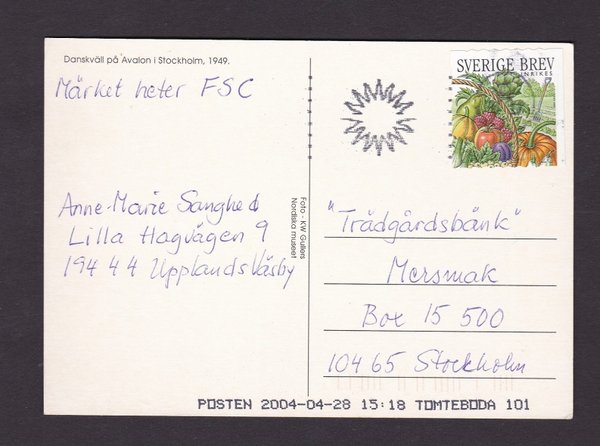 Danskväll på Avalon i Stockholm, 1949.
Märket heter FSC
Anne-Marie Sanghed
Lilla Hagvägen 9
194 44 Upplands Väsby
Foto - KW Gullers
Nordiska museet
SVERIGE BREV
INRIKES
"Trädgårdsbänk"
Mersmak
Box 15 500
104 65 Stockholm
POSTEN 2004-04-28 15:18 TOMTEBODA 101